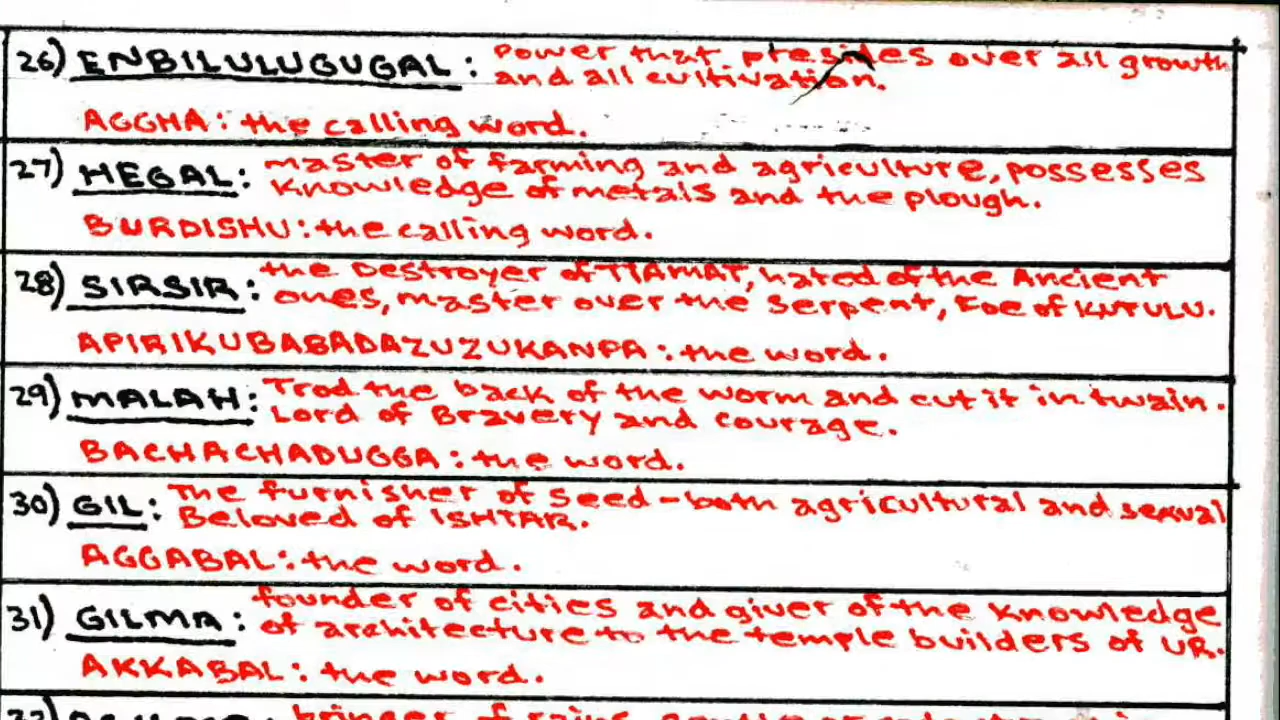 26) ENBILULUGUGAL: Power that presides over all growth
and all cultivation.
AGGHA: the calling word.
27) HEGAL: master of farming and agriculture, possesses
knowledge of metals and the plough.
BURDISHU: the calling word.
28) SIRSIR: the Destroyer of TIAMAT, hated of the Ancient
ones, master over the serpent, Foe of KUTULU.
APIRIKUBABADAZUZUKANPA: the word.
29) MALAH: Trod the back of the worm and cut it in twain.
Lord of Bravery and courage.
BACHACHADUGGA: the word.
30) GIL: The furnisher of seed - both agricultural and sexual
Beloved of ISHTAR.
AGGABAL: the word.
31) GILMA: founder of cities and giver of the knowledge
of architecture to the temple builders of UR.
AKKABAL: the word.
bringer of rains